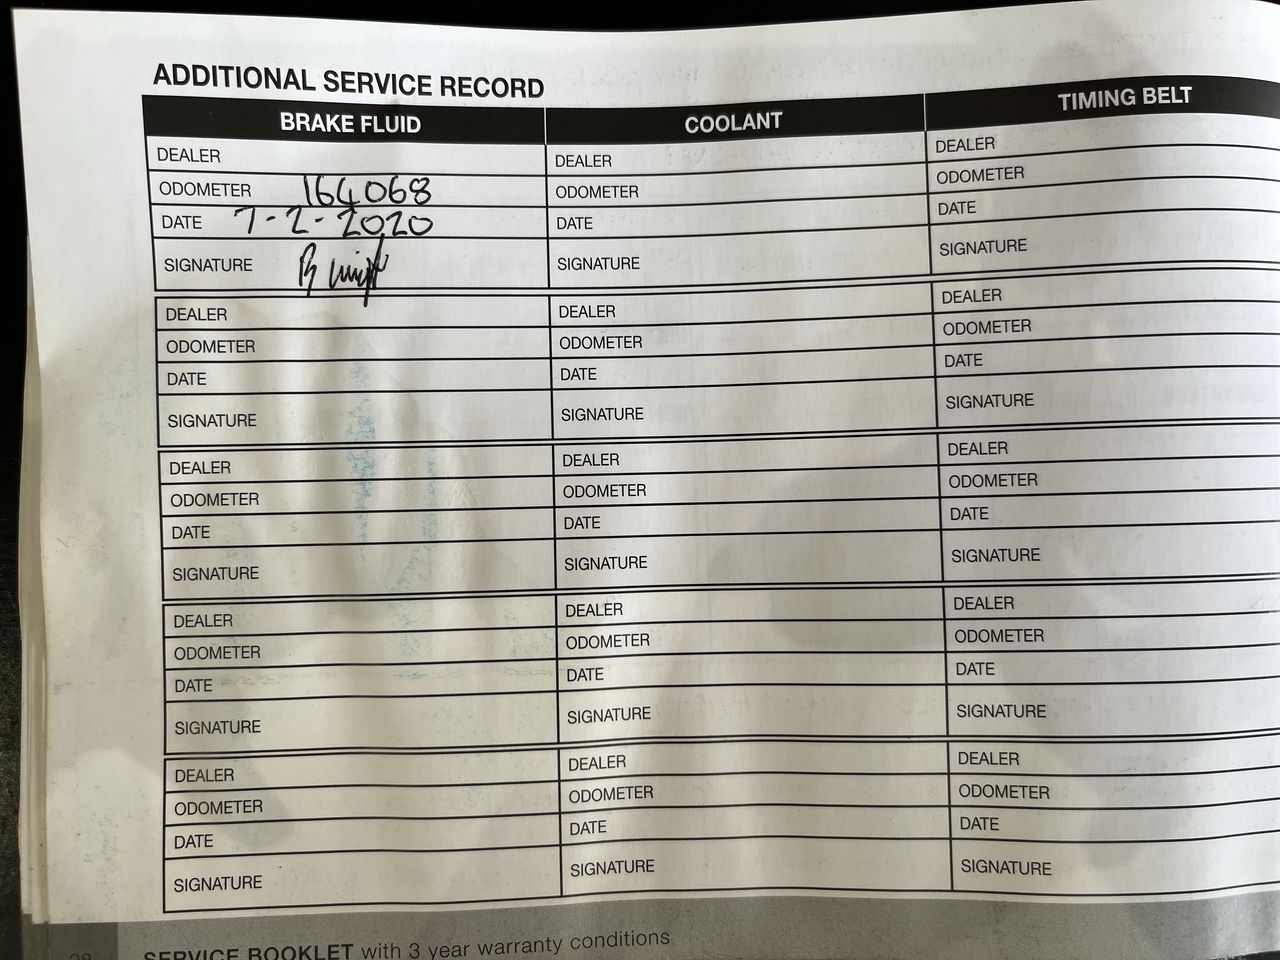 ADDITIONAL SERVICE RECORD
BRAKE FLUID COOLANT TIMING BELT
DEALER DEALER DEALER
ODOMETER 164068 ODOMETER ODOMETER
DATE 7-2-2020 DATE DATE
SIGNATURE SIGNATURE SIGNATURE
DEALER DEALER DEALER
ODOMETER ODOMETER ODOMETER
DATE DATE DATE
SIGNATURE SIGNATURE SIGNATURE
DEALER DEALER DEALER
ODOMETER ODOMETER ODOMETER
DATE DATE DATE
SIGNATURE SIGNATURE SIGNATURE
DEALER DEALER DEALER
ODOMETER ODOMETER ODOMETER
DATE DATE DATE
SIGNATURE SIGNATURE SIGNATURE
DEALER DEALER DEALER
ODOMETER ODOMETER ODOMETER
DATE DATE DATE
SIGNATURE SIGNATURE SIGNATURE
SERVICE BOOKLET with 3 year warranty conditions